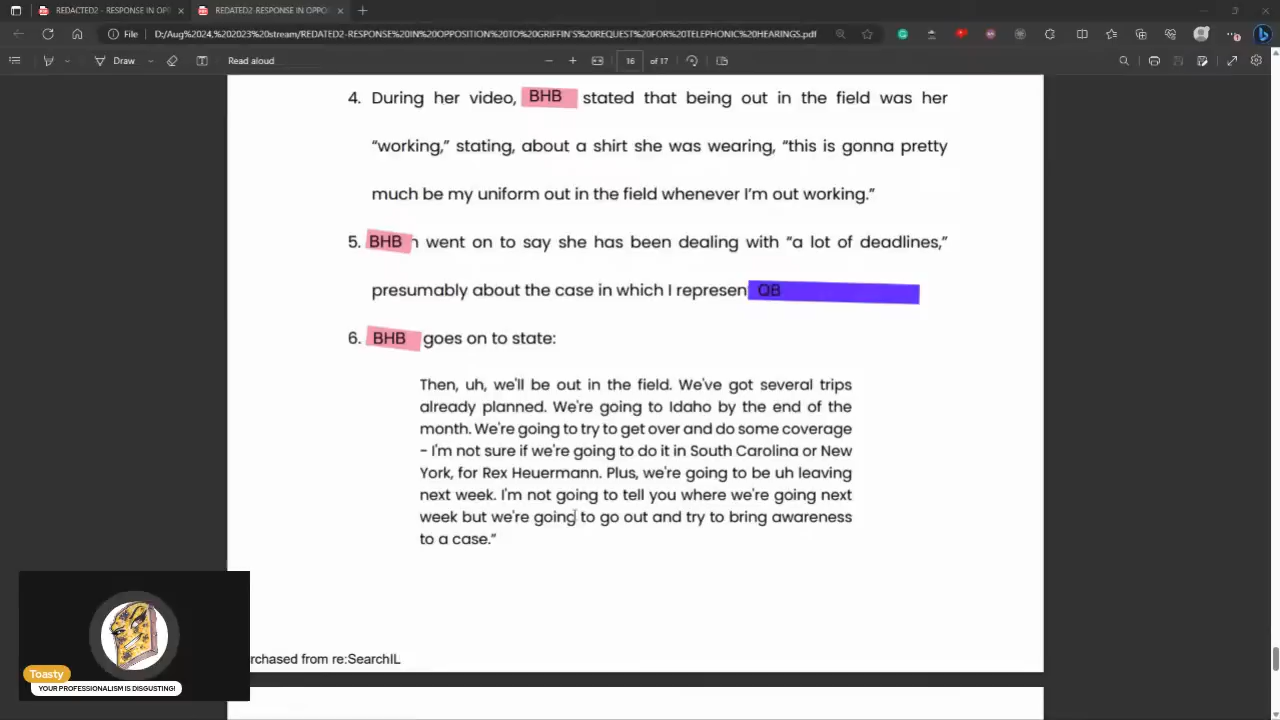 REDACTED2 - RESPONSE IN OPP
REDATED2-RESPONSE IN OPPO
File
D:/Aug%2024,%202023%20stream/REDATED2-RESPONSE%20IN%20OPPOSITION%20TO%20GRIFFIN'S%20REQUEST%20FOR%20TELEPHONIC%20HEARINGS.pdf
Draw
Read aloud
16 of 17
4. During her video, BHB stated that being out in the field was her
“working,” stating, about a shirt she was wearing, “this is gonna pretty
much be my uniform out in the field whenever I’m out working.”
5. BHB n went on to say she has been dealing with “a lot of deadlines,”
presumably about the case in which I represen QB
6. BHB goes on to state:
Then, uh, we'll be out in the field. We've got several trips
already planned. We're going to Idaho by the end of the
month. We're going to try to get over and do some coverage
- I'm not sure if we're going to do it in South Carolina or New
York, for Rex Heuermann. Plus, we're going to be uh leaving
next week. I'm not going to tell you where we're going next
week but we're going to go out and try to bring awareness
to a case.”
rchased from re:SearchIL
Toasty
YOUR PROFESSIONALISM IS DISGUSTING!